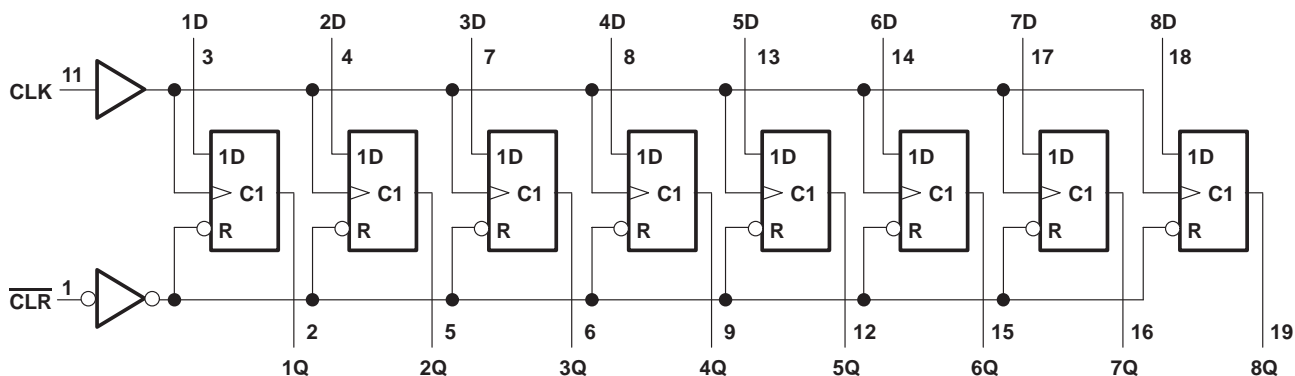 1D 2D 3D 4D 5D 6D 7D 8D
3 4 7 8 13 14 17 18
CLK 11
1D 1D 1D 1D 1D 1D 1D 1D
C1 C1 C1 C1 C1 C1 C1 C1
R R R R R R R R
CLR 1
2 5 6 9 12 15 16 19
1Q 2Q 3Q 4Q 5Q 6Q 7Q 8Q